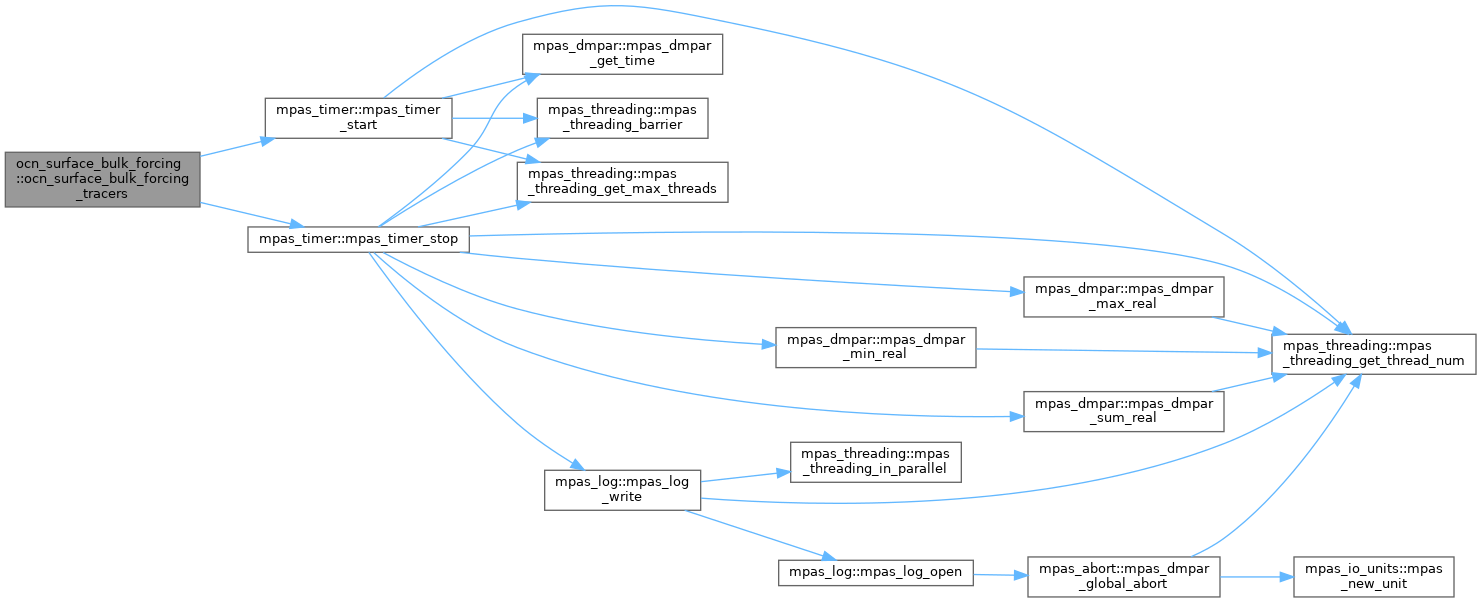 ocn_surface_bulk_forcing
::ocn_surface_bulk_forcing
_tracers
mpas_timer::mpas_timer
_start
mpas_timer::mpas_timer_stop
mpas_dmpar::mpas_dmpar
_get_time
mpas_threading::mpas
_threading_barrier
mpas_threading::mpas
_threading_get_max_threads
mpas_dmpar::mpas_dmpar
_max_real
mpas_dmpar::mpas_dmpar
_min_real
mpas_threading::mpas
_threading_get_thread_num
mpas_dmpar::mpas_dmpar
_sum_real
mpas_threading::mpas
_threading_in_parallel
mpas_log::mpas_log
_write
mpas_log::mpas_log_open
mpas_abort::mpas_dmpar
_global_abort
mpas_io_units::mpas
_new_unit